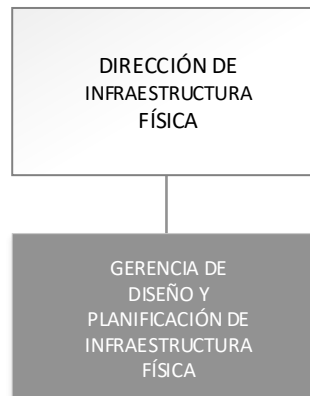 DIRECCIÓN DE
INFRAESTRUCTURA
FÍSICA
GERENCIA DE
DISEÑO Y
PLANIFICACIÓN DE
INFRAESTRUCTURA
FÍSICA